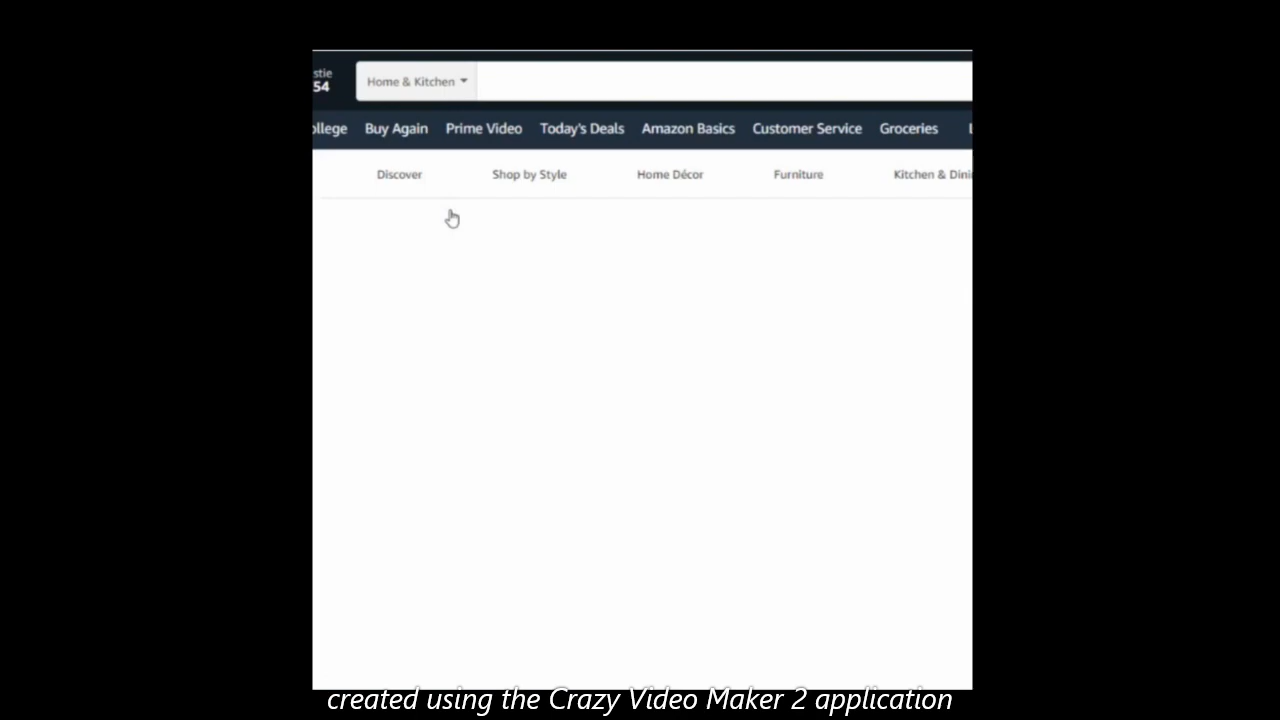 stie
54
Home & Kitchen
ollege Buy Again Prime Video Today's Deals Amazon Basics Customer Service Groceries L
Discover Shop by Style Home Décor Furniture Kitchen & Dini
created using the Crazy Video Maker 2 application